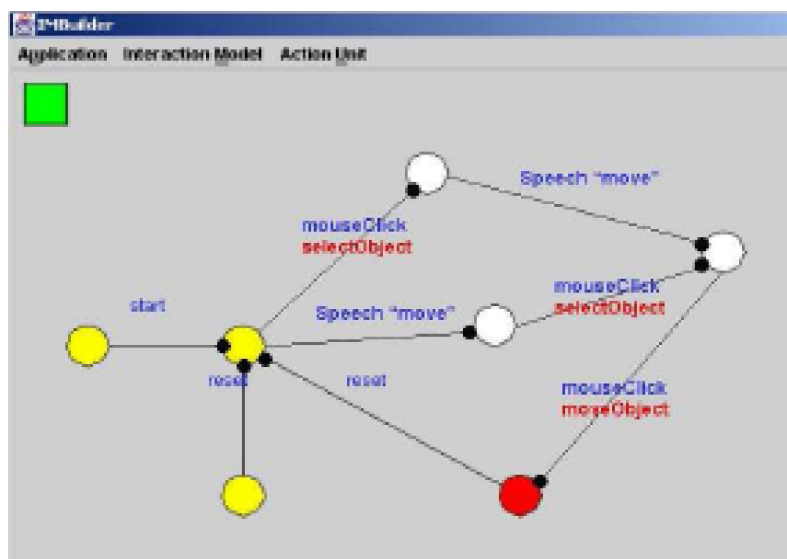 IMBuilder
Application Interaction Model Action Unit
Speech “move”
mouseClick
selectObject
mouseClick
selectObject
start
Speech “move”
reset
reset
mouseClick
moveObject